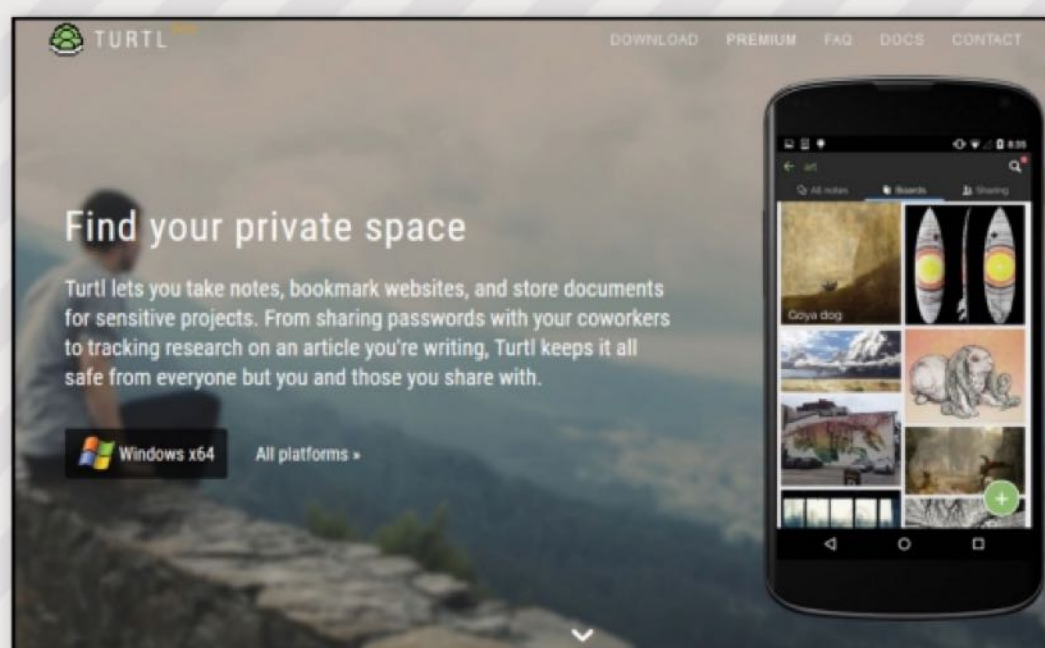 TURTL
DOWNLOAD PREMIUM FAQ DOCS CONTACT
8:35
art
All notes Boards Sharing
Goya dog
Find your private space
Turtl lets you take notes, bookmark websites, and store documents
for sensitive projects. From sharing passwords with your coworkers
to tracking research on an article you're writing, Turtl keeps it all
safe from everyone but you and those you share with.
Windows x64 All platforms »